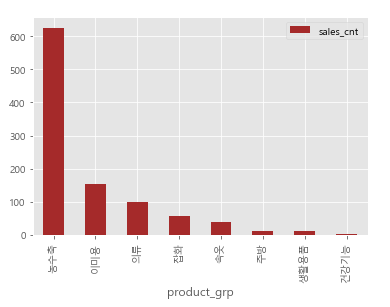 sales_cnt
600
500
400
300
200
100
0
농수축
이미용
의류
잡화
속옷
주방
생활용품
건강기능
product_grp